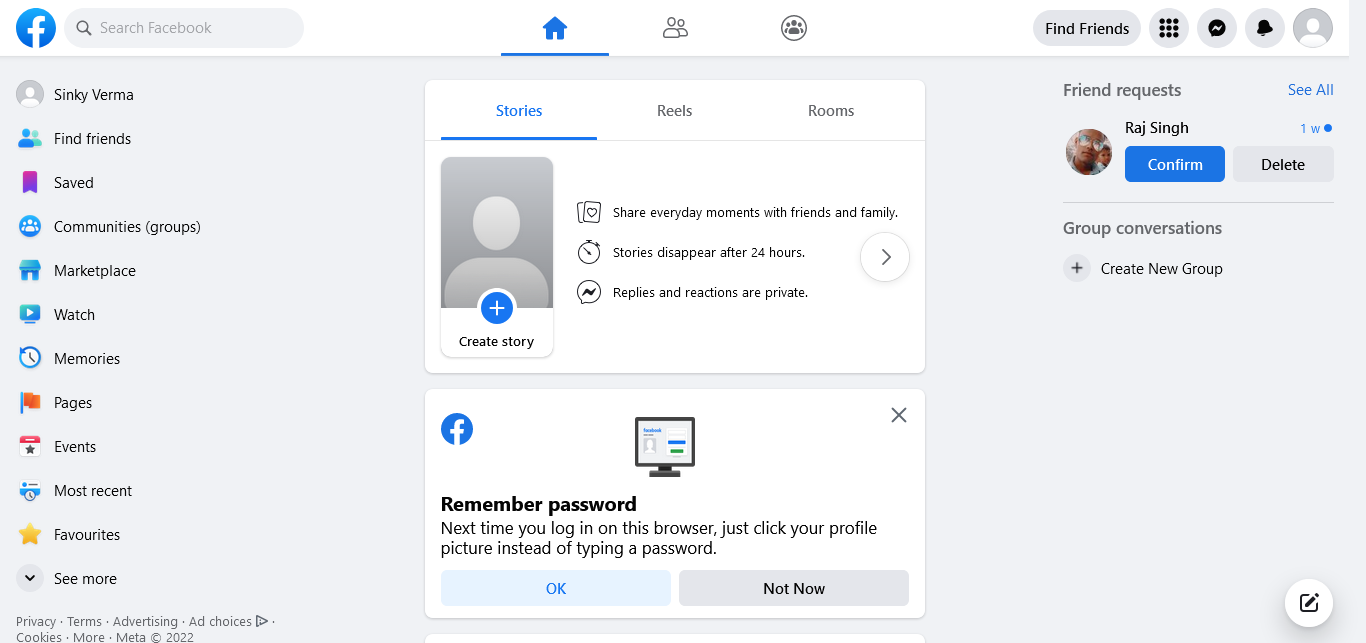 Search Facebook
Find Friends
Sinky Verma
Find friends
Saved
Communities (groups)
Marketplace
Watch
Memories
Pages
Events
Most recent
Favourites
See more
Privacy · Terms · Advertising · Ad choices ·
Cookies · More · Meta © 2022
Stories
Reels
Rooms
Create story
Share everyday moments with friends and family.
Stories disappear after 24 hours.
Replies and reactions are private.
facebook
Remember password
Next time you log in on this browser, just click your profile
picture instead of typing a password.
OK
Not Now
Friend requests
See All
Raj Singh
1 w
Confirm
Delete
Group conversations
Create New Group